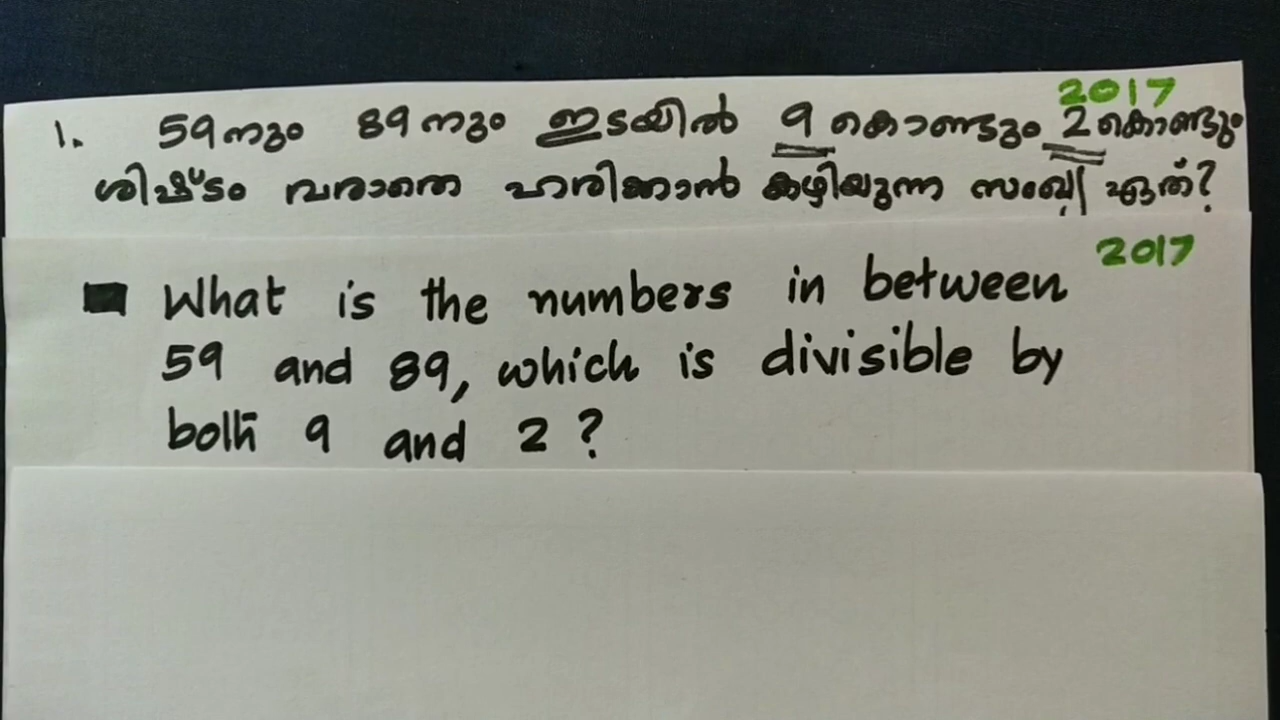 2017
1. 59നും 89നും ഇടയിൽ 9 കൊണ്ടും 2കൊണ്ടും
ശിഷ്ടം വരാതെ ഹരിക്കാൻ കഴിയുന്ന സംഖ്യ ഏത്?
2017
What is the numbers in between
59 and 89, which is divisible by
both 9 and 2 ?